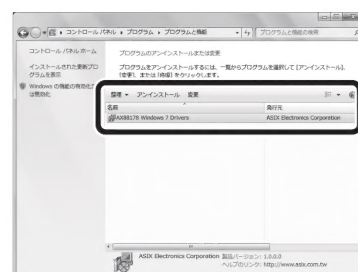 コントロール パネル ▸ プログラム ▸ プログラムと機能
プログラムと機能の検索
コントロール パネル ホーム
インストールされた更新プログラムを表示
Windows の機能の有効化または無効化
プログラムのアンインストールまたは変更
プログラムをアンインストールするには、一覧からプログラムを選択して [アンインストール]、
[変更]、または [修復] をクリックします。
整理 ▾ アンインストール 変更
名前 発行元
AX88178 Windows 7 Drivers ASIX Electronics Corporation
ASIX Electronics Corporation 製品バージョン: 1.0.0.0
ヘルプのリンク: http://www.asix.com.tw